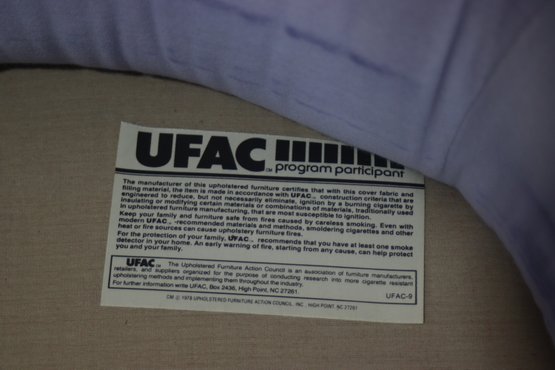 UFAC™
program participant
The manufacturer of this upholstered furniture certifies that with this cover fabric and
filling material, the item is made in accordance with UFAC™ construction criteria that are
engineered to reduce, but not necessarily eliminate, ignition by a burning cigarette by
insulating or modifying certain materials or combinations of materials, traditionally used
in upholstered furniture manufacturing, that are most susceptible to ignition.
Keep your family and furniture safe from fires caused by careless smoking. Even with
modern UFAC™ recommended materials and methods, smoldering cigarettes and other
heat or fire sources can cause upholstery furniture fires.
For the protection of your family, UFAC™ recommends that you have at least one smoke
detector in your home. An early warning of fire, starting from any cause, can help protect
you and your family.
UFAC™ The Upholstered Furniture Action Council is an association of furniture manufacturers,
retailers, and suppliers organized for the purpose of conducting research into more cigarette resistant
upholstering methods and implementing them throughout the industry.
For further information write UFAC, Box 2436, High Point, NC 27261. UFAC-9
CM © 1978 UPHOLSTERED FURNITURE ACTION COUNCIL, INC., HIGH POINT, NC 27261